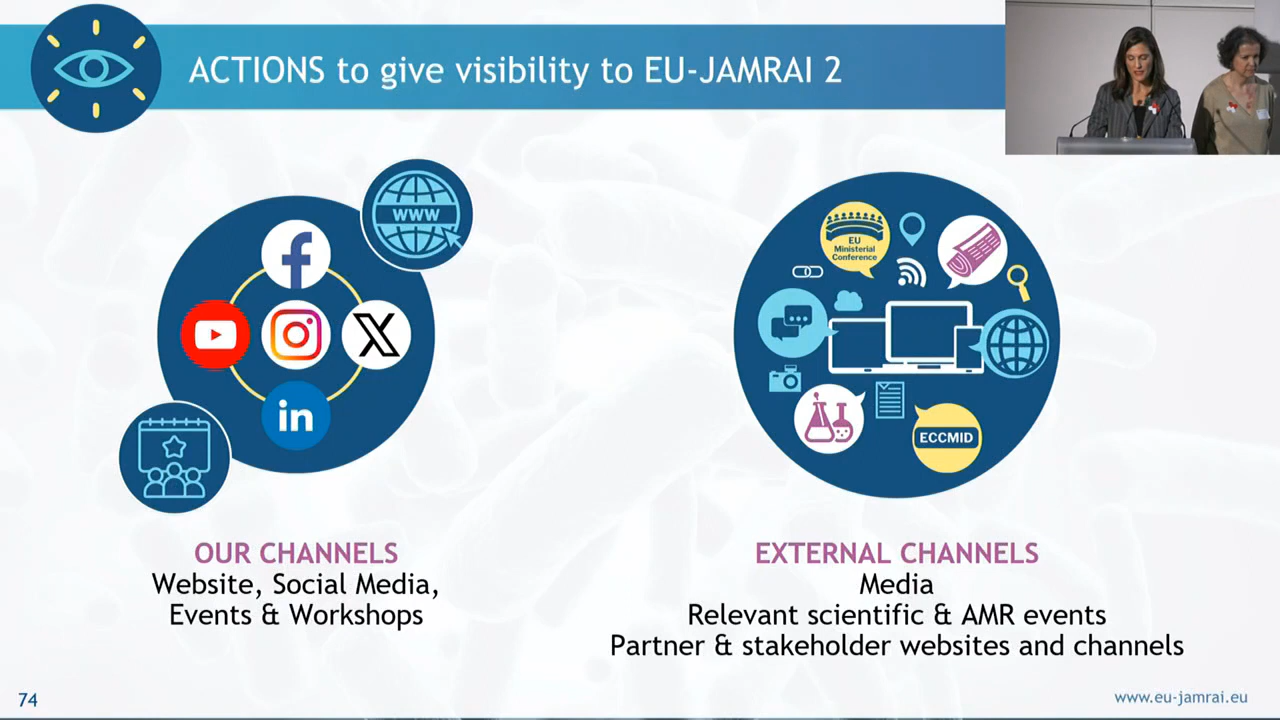 ACTIONS to give visibility to EU-JAMRAI 2
WWW
f
X
in
EU
Ministerial
Conference
ECCMID
OUR CHANNELS
Website, Social Media,
Events & Workshops
EXTERNAL CHANNELS
Media
Relevant scientific & AMR events
Partner & stakeholder websites and channels
74
www.eu-jamrai.eu